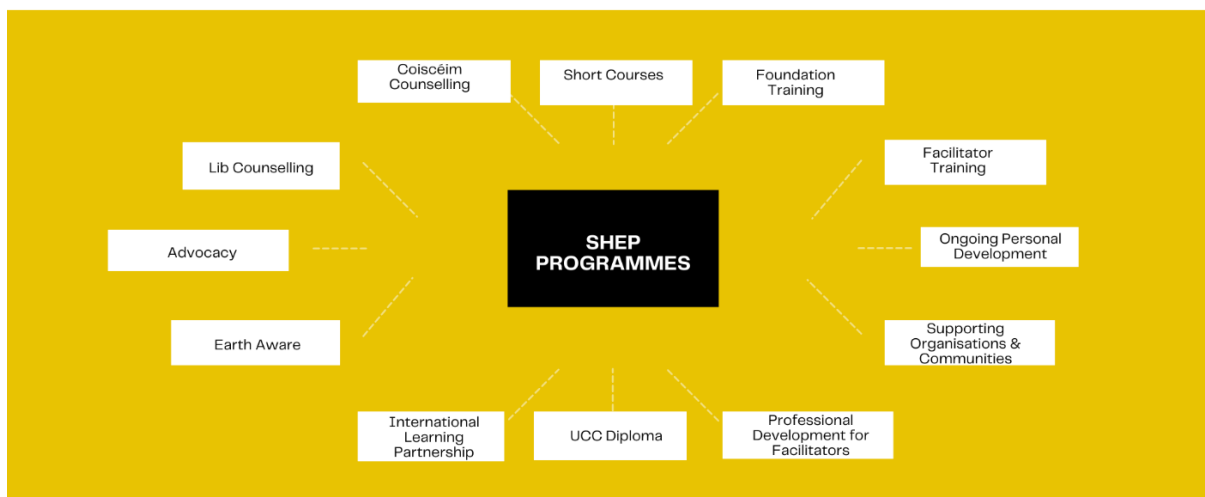 Coiscéim
Counselling
Short Courses
Foundation
Training
Lib Counselling
Facilitator
Training
SHEP
PROGRAMMES
Advocacy
Ongoing Personal
Development
Earth Aware
Supporting
Organisations &
Communities
International
Learning
Partnership
UCC Diploma
Professional
Development for
Facilitators